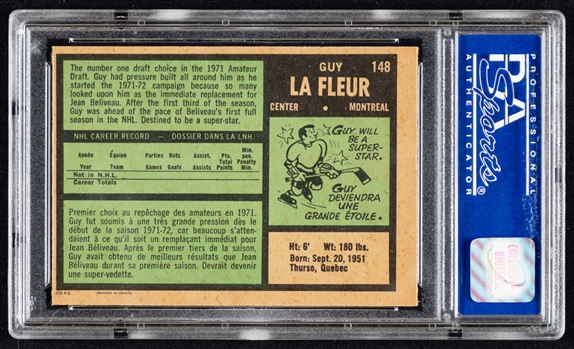 The number one draft choice in the 1971 Amateur
Draft. Guy had pressure built all around him as he
started the 1971-72 campaign because so many
looked upon him as the immediate replacement for
Jean Beliveau. After the first third of the season,
Guy was ahead of the pace of Beliveau's first full
season in the NHL. Destined to be a super-star.
NHL CAREER RECORD — DOSSIER DANS LA LNH
Année Équipe Parties Buts Assist. Pts. Min. pun.
Year Team Games Goals Assists Total Points Penalty Min.
Not in N.H.L.
Career Totals
Premier choix au repêchage des amateurs en 1971.
Guy fut soumis à une très grande pression dès le
début de la saison 1971-72, car beaucoup s'atten-
daient à ce qu'il soit un remplaçant immédiat pour
Jean Béliveau. Après le premier tiers de la saison,
Guy avait obtenu de meilleurs résultats que Jean
Béliveau durant sa première saison. Devrait devenir
une super-vedette.
O.P.C. PRINTED IN CANADA
GUY 148
LA FLEUR
CENTER • MONTREAL
GUY WILL
BE A
SUPER-
STAR.
GUY
DEVIENDRA
UNE
GRANDE ÉTOILE.
Ht: 6' Wt: 180 lbs.
Born: Sept. 20, 1951
Thurso, Quebec
PROFESSIONAL
PSA
Sports
AUTHENTICATOR
®